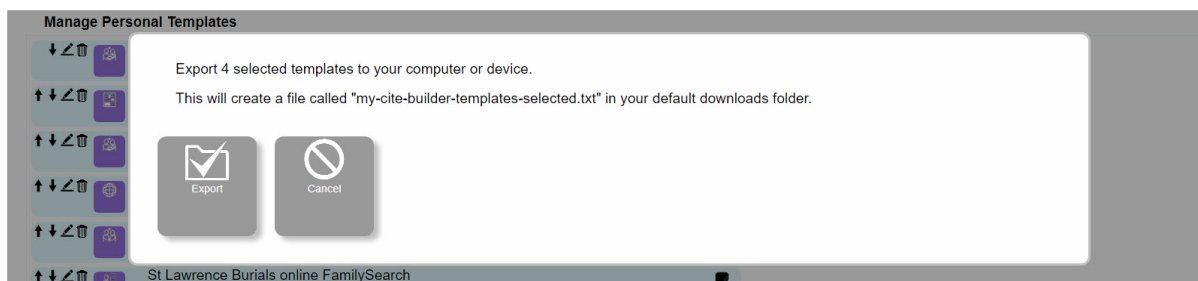 Manage Personal Templates
Export 4 selected templates to your computer or device.
This will create a file called "my-cite-builder-templates-selected.txt" in your default downloads folder.
Export
Cancel
St Lawrence Burials online FamilySearch